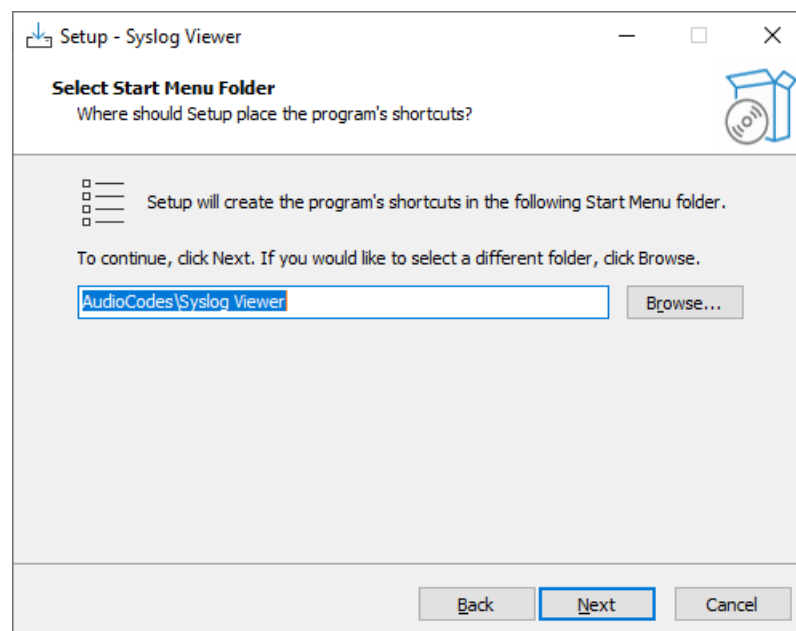 Setup - Syslog Viewer
Select Start Menu Folder
Where should Setup place the program's shortcuts?
Setup will create the program's shortcuts in the following Start Menu folder.
To continue, click Next. If you would like to select a different folder, click Browse.
AudioCodes\Syslog Viewer
Browse...
Back
Next
Cancel